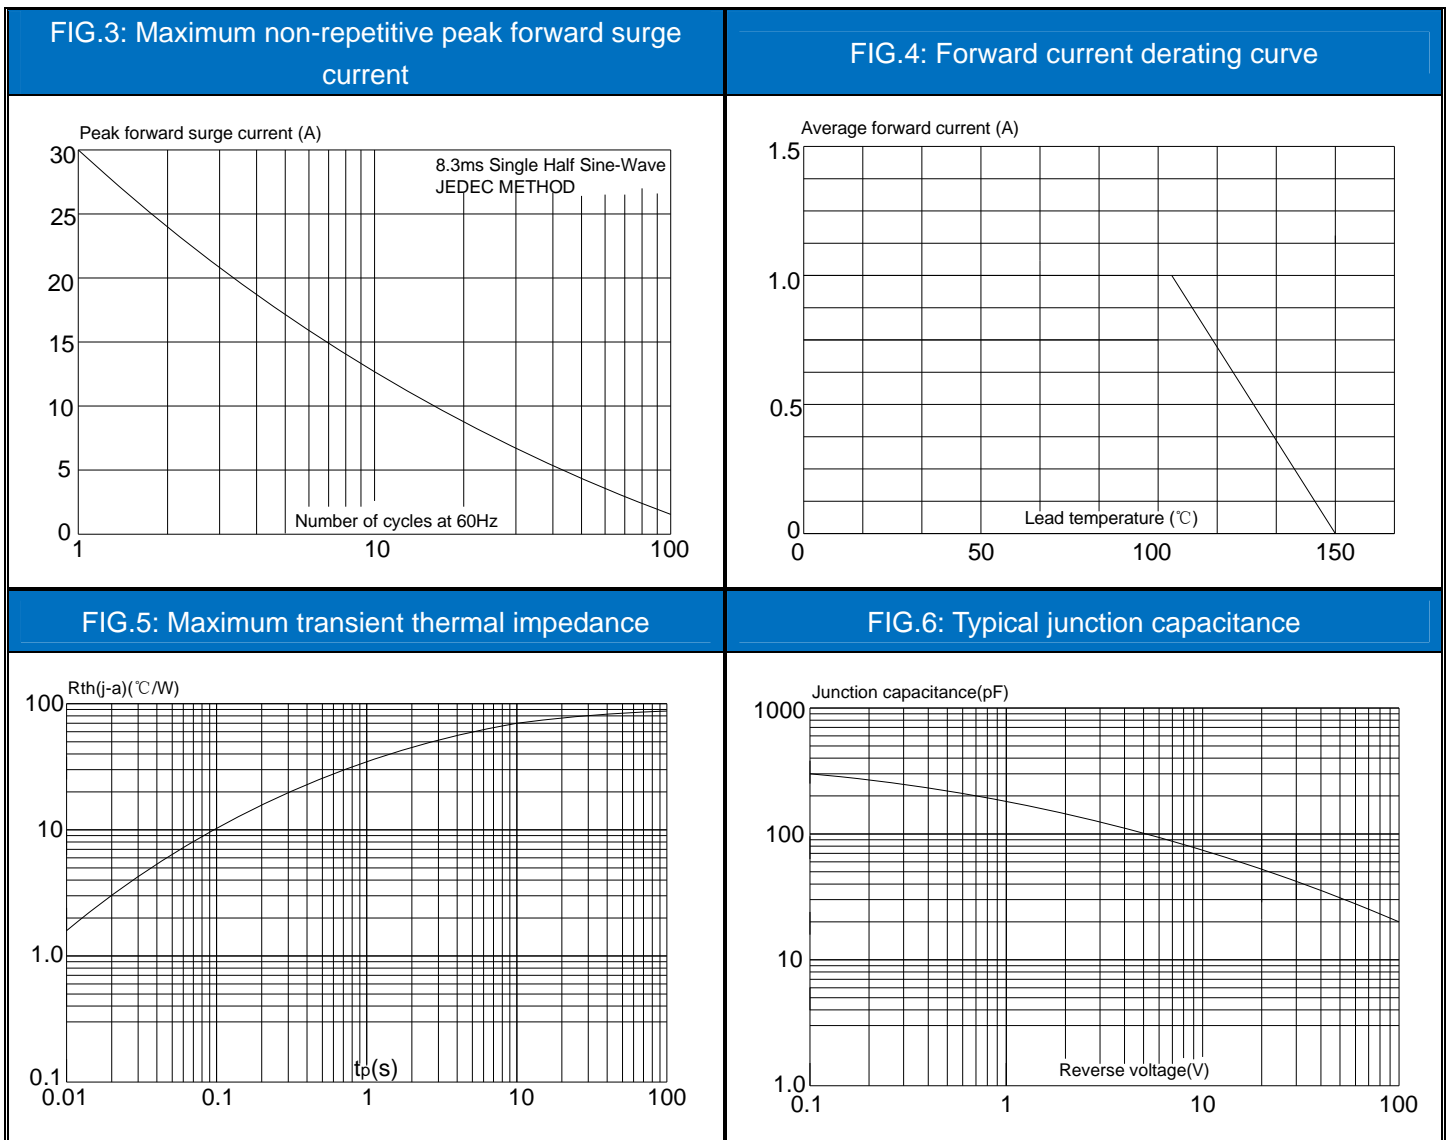 FIG.3: Maximum non-repetitive peak forward surge
current
FIG.4: Forward current derating curve
Peak forward surge current (A)
8.3ms Single Half Sine-Wave
JEDEC METHOD
30
25
20
15
10
5
0
Number of cycles at 60Hz
1
10
100
Average forward current (A)
1.5
1.0
0.5
0
Lead temperature (℃)
0
50
100
150
FIG.5: Maximum transient thermal impedance
FIG.6: Typical junction capacitance
Rth(j-a)(℃/W)
100
10
1.0
0.1
tp(s)
0.01
0.1
1
10
100
Junction capacitance(pF)
1000
100
10
1.0
Reverse voltage(V)
0.1
1
10
100